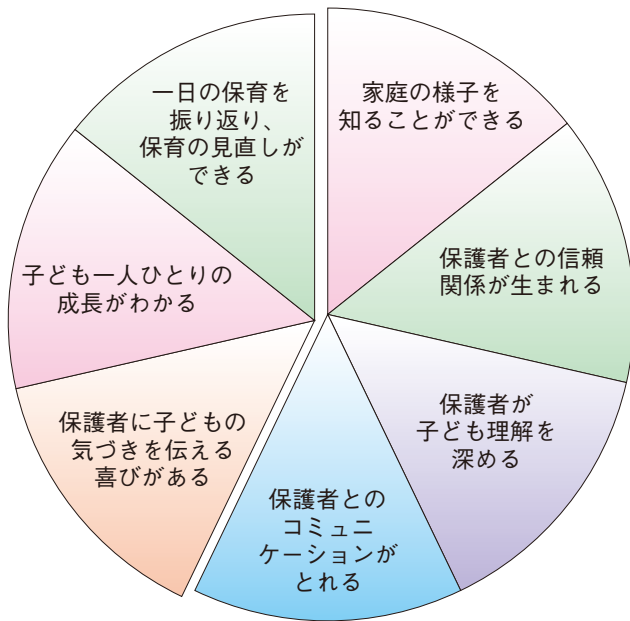 家庭の様子を
知ることができる
保護者との信頼
関係が生まれる
保護者が
子ども理解を
深める
保護者との
コミュニ
ケーションが
とれる
保護者に子どもの
気づきを伝える
喜びがある
子ども一人ひとりの
成長がわかる
一日の保育を
振り返り、
保育の見直しが
できる